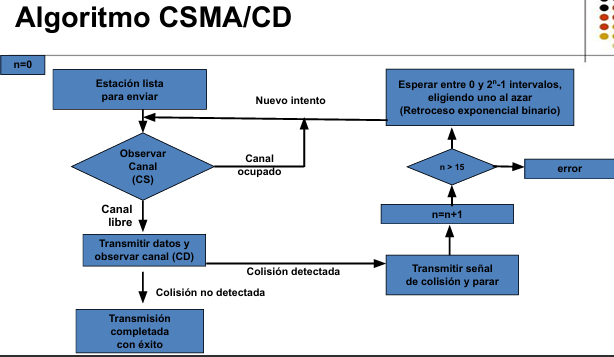 Algoritmo CSMA/CD
n=0
Estación lista
para enviar
Nuevo intento
Esperar entre 0 y 2ⁿ-1 intervalos,
eligiendo uno al azar
(Retroceso exponencial binario)
Observar
Canal
(CS)
Canal
ocupado
n > 15
error
Canal
libre
n=n+1
Transmitir datos y
observar canal (CD)
Colisión detectada
Transmitir señal
de colisión y parar
Colisión no detectada
Transmisión
completada
con éxito